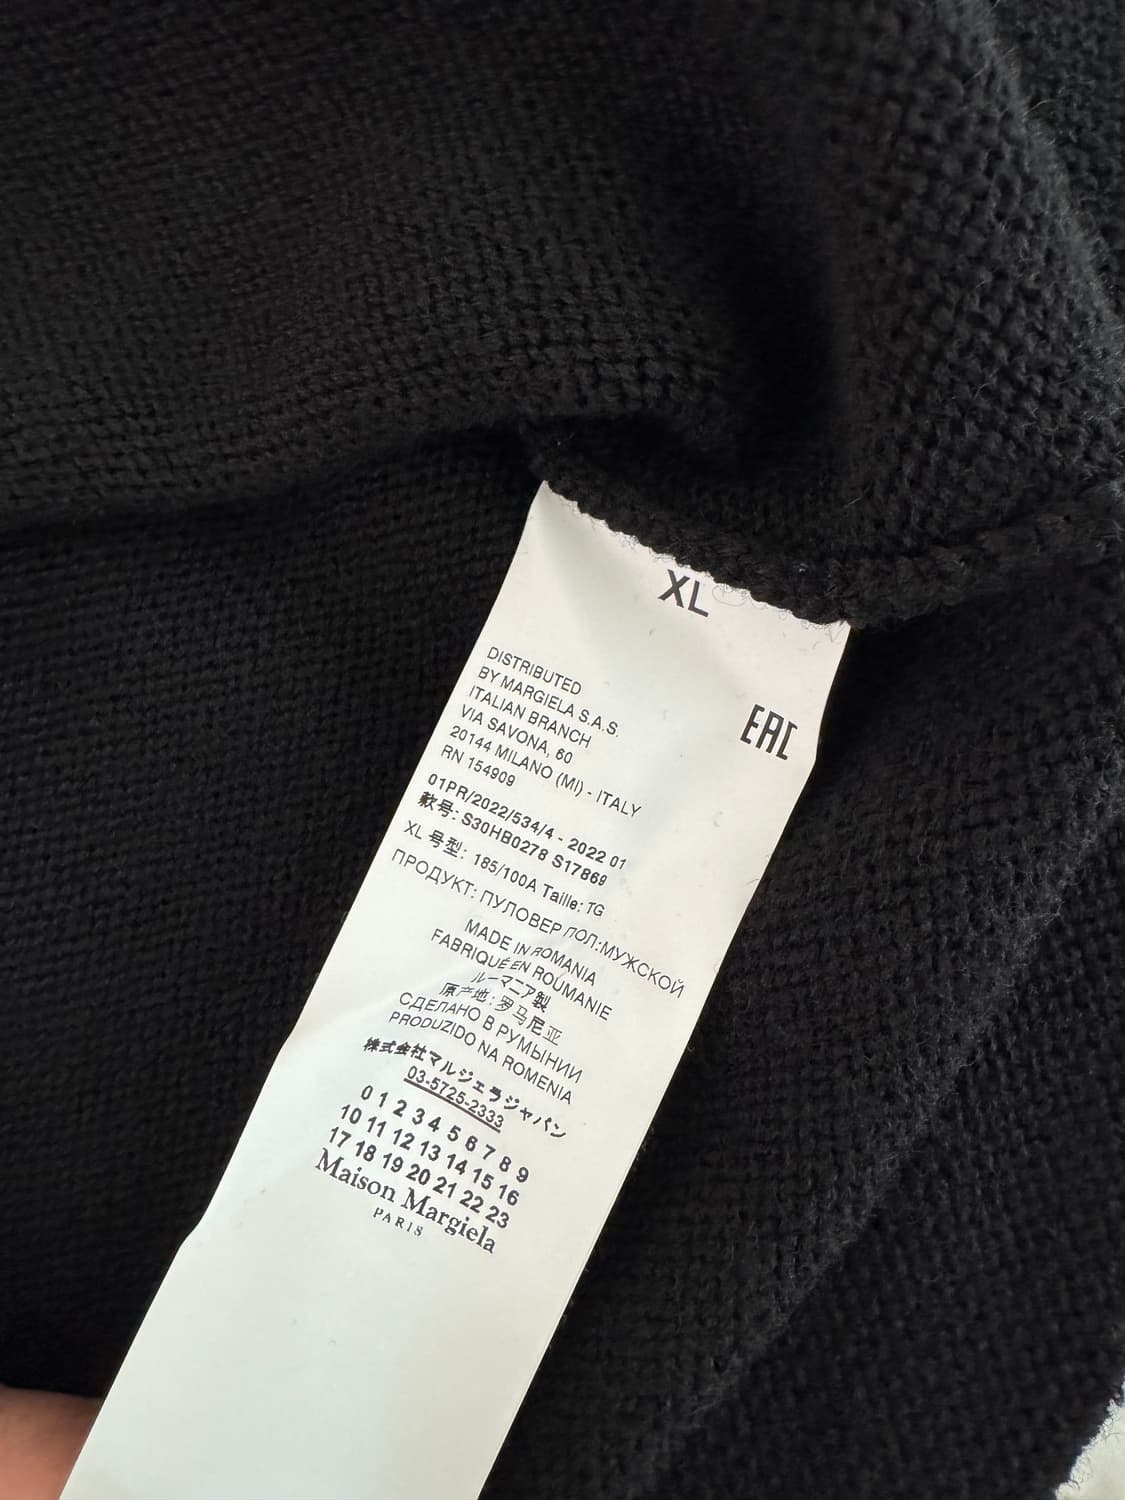 XL
EAC
DISTRIBUTED
BY MARGIELA S.A.S.
ITALIAN BRANCH
VIA SAVONA, 60
20144 MILANO (MI) - ITALY
RN 154909
01PR/2022/534/4 - 2022 01
款号: S30HB0278 S17869
XL 号型: 185/100A Taille: TG
ПРОДУКТ: ПУЛОВЕР ПОЛ:МУЖСКОЙ
MADE IN ROMANIA
FABRIQUÉ EN ROUMANIE
ルーマニア製
原产地: 罗马尼亚
СДЕЛАНО В РУМЫНИИ
PRODUZIDO NA ROMENIA
株式会社マルジェラジャパン
03-5725-2333
0 1 2 3 4 5 6 7 8 9
10 11 12 13 14 15 16
17 18 19 20 21 22 23
Maison Margiela
PARIS